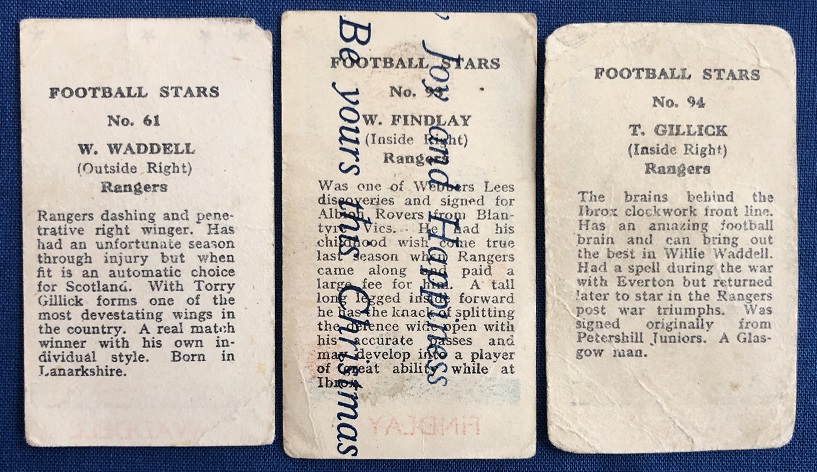 FOOTBALL STARS
No. 61
W. WADDELL
(Outside Right)
Rangers
Rangers dashing and pene-
trative right winger. Has
had an unfortunate season
through injury but when
fit is an automatic choice
for Scotland. With Torry
Gillick forms one of the
most devestating wings in
the country. A real match
winner with his own in-
dividual style. Born in
Lanarkshire.
FOOTBALL STARS
No.
W. FINDLAY
(Inside Right)
Rangers
Was one of Webbers Lees
discoveries and signed for
Albion Rovers from Blan-
tyre Vics. He had his
childhood wish come true
last season when Rangers
came along and paid a
large fee for him. A tall
long legged inside forward
he has the knack of splitting
the defence wide open with
his accurate passes and
may develop into a player
of great ability while at
Ibrox.
Joy and Happiness
Be yours this Christmas
FINDLAY
FOOTBALL STARS
No. 94
T. GILLICK
(Inside Right)
Rangers
The brains behind the
Ibrox clockwork front line.
Has an amazing football
brain and can bring out
the best in Willie Waddell.
Had a spell during the war
with Everton but returned
later to star in the Rangers
post war triumphs. Was
signed originally from
Petershill Juniors. A Glas-
gow man.